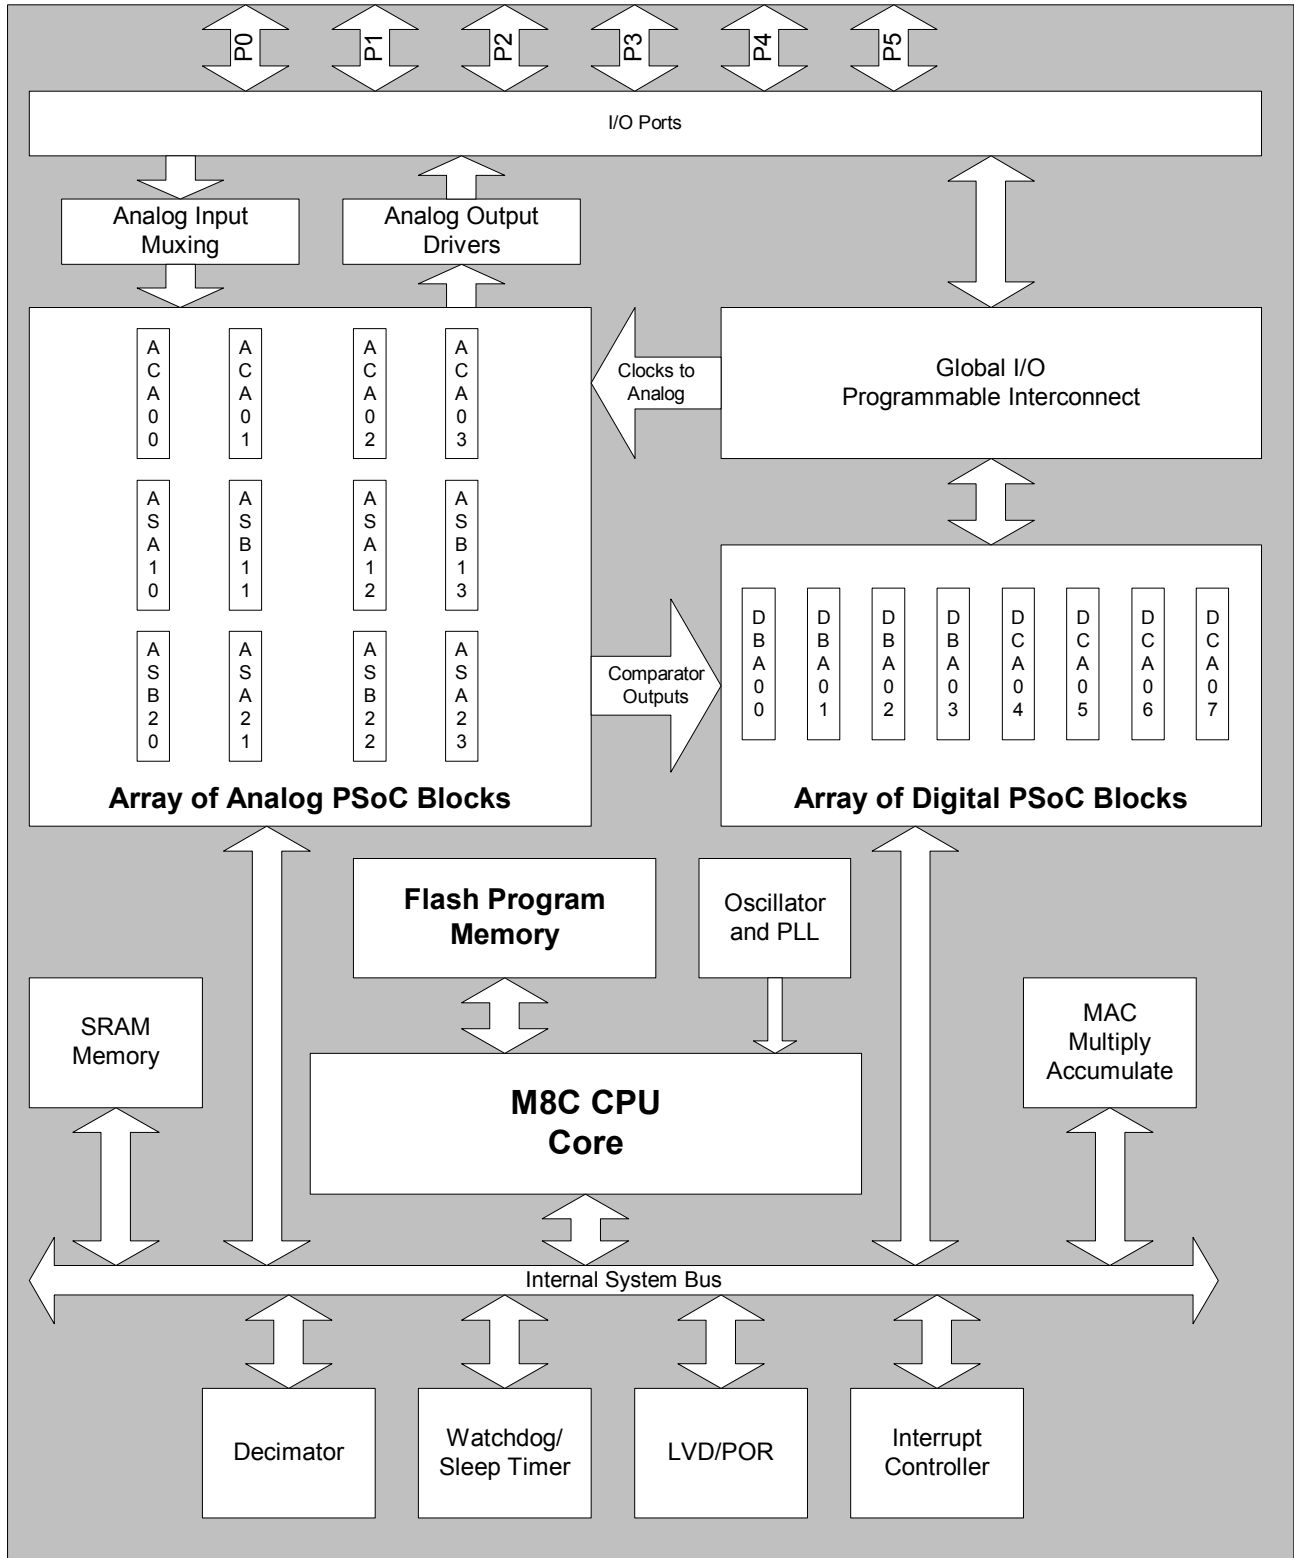 P0
P1
P2
P3
P4
P5
I/O Ports
Analog Input
Muxing
Analog Output
Drivers
ACA00
ACA01
ACA02
ACA03
ASA10
ASB11
ASA12
ASB13
ASB20
ASA21
ASB22
ASA23
Array of Analog PSoC Blocks
Clocks to
Analog
Global I/O
Programmable Interconnect
Comparator
Outputs
DBA00
DBA01
DBA02
DBA03
DCA04
DCA05
DCA06
DCA07
Array of Digital PSoC Blocks
Flash Program
Memory
Oscillator
and PLL
SRAM
Memory
MAC
Multiply
Accumulate
M8C CPU
Core
Internal System Bus
Decimator
Watchdog/
Sleep Timer
LVD/POR
Interrupt
Controller